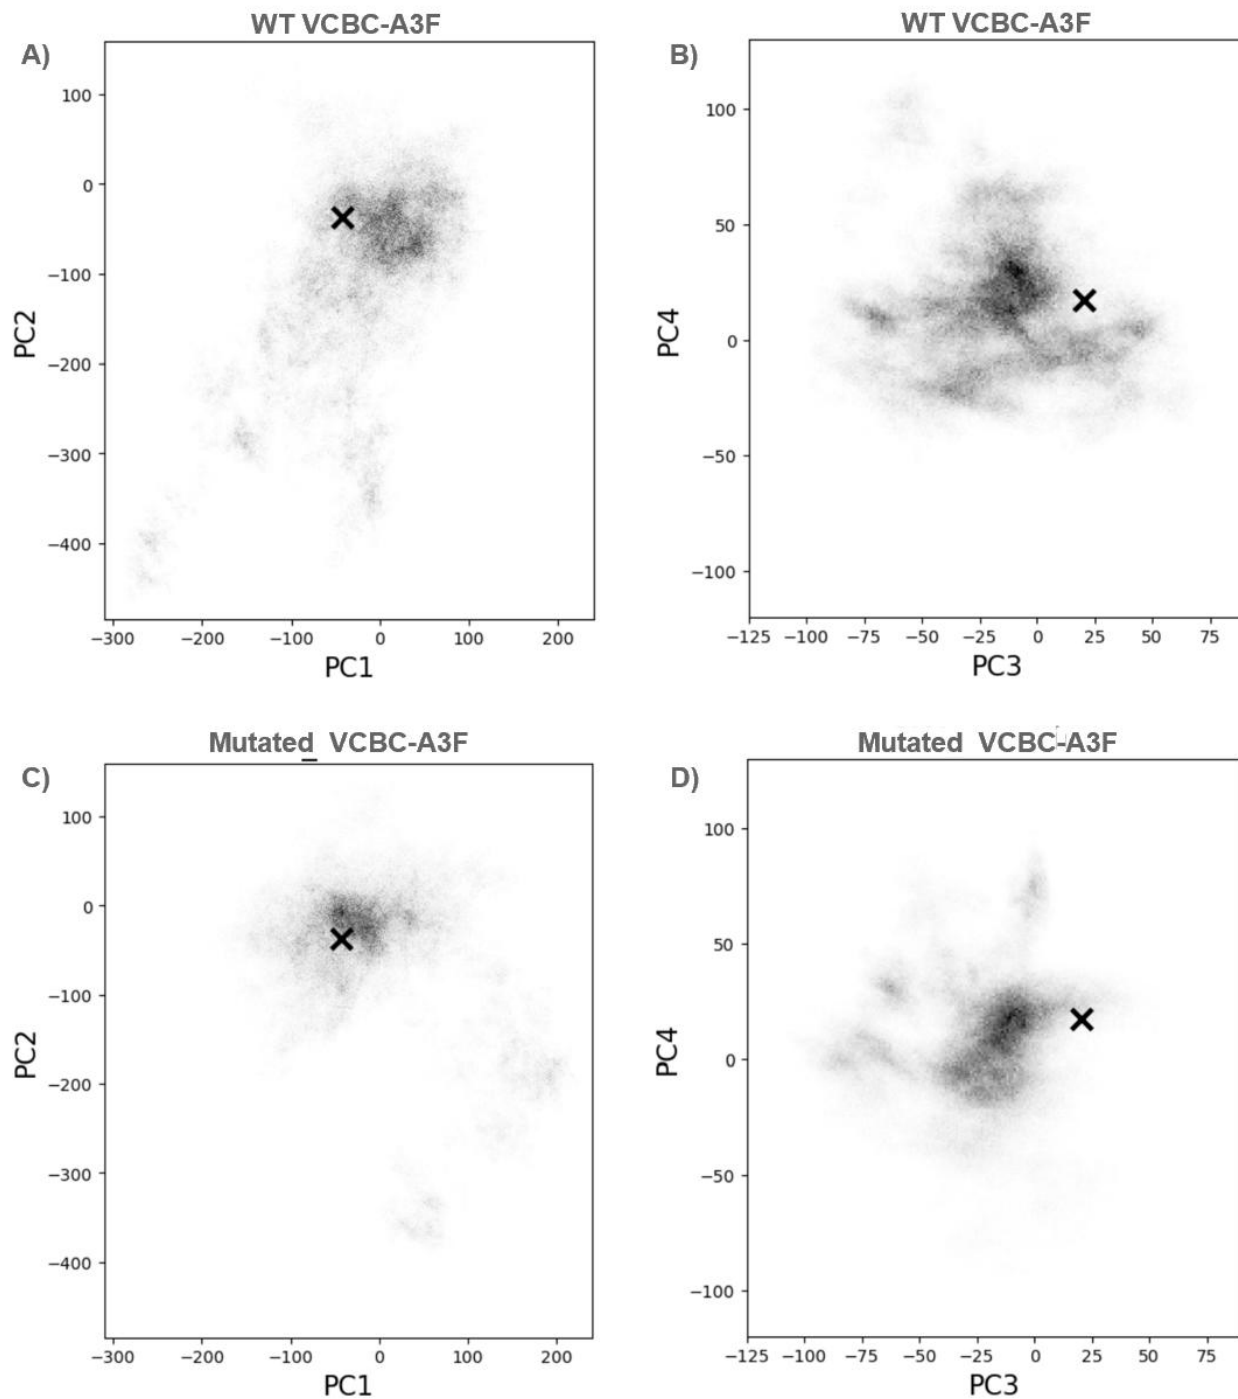 WT VCBC-A3F
A)
100
0
−100
−200
−300
−400
PC2
−300 −200 −100 0 100 200
PC1
WT VCBC-A3F
B)
100
50
0
−50
−100
PC4
−125 −100 −75 −50 −25 0 25 50 75
PC3
Mutated_ VCBC-A3F
C)
100
0
−100
−200
−300
−400
PC2
−300 −200 −100 0 100 200
PC1
Mutated VCBC-A3F
D)
100
50
0
−50
−100
PC4
−125 −100 −75 −50 −25 0 25 50 75
PC3